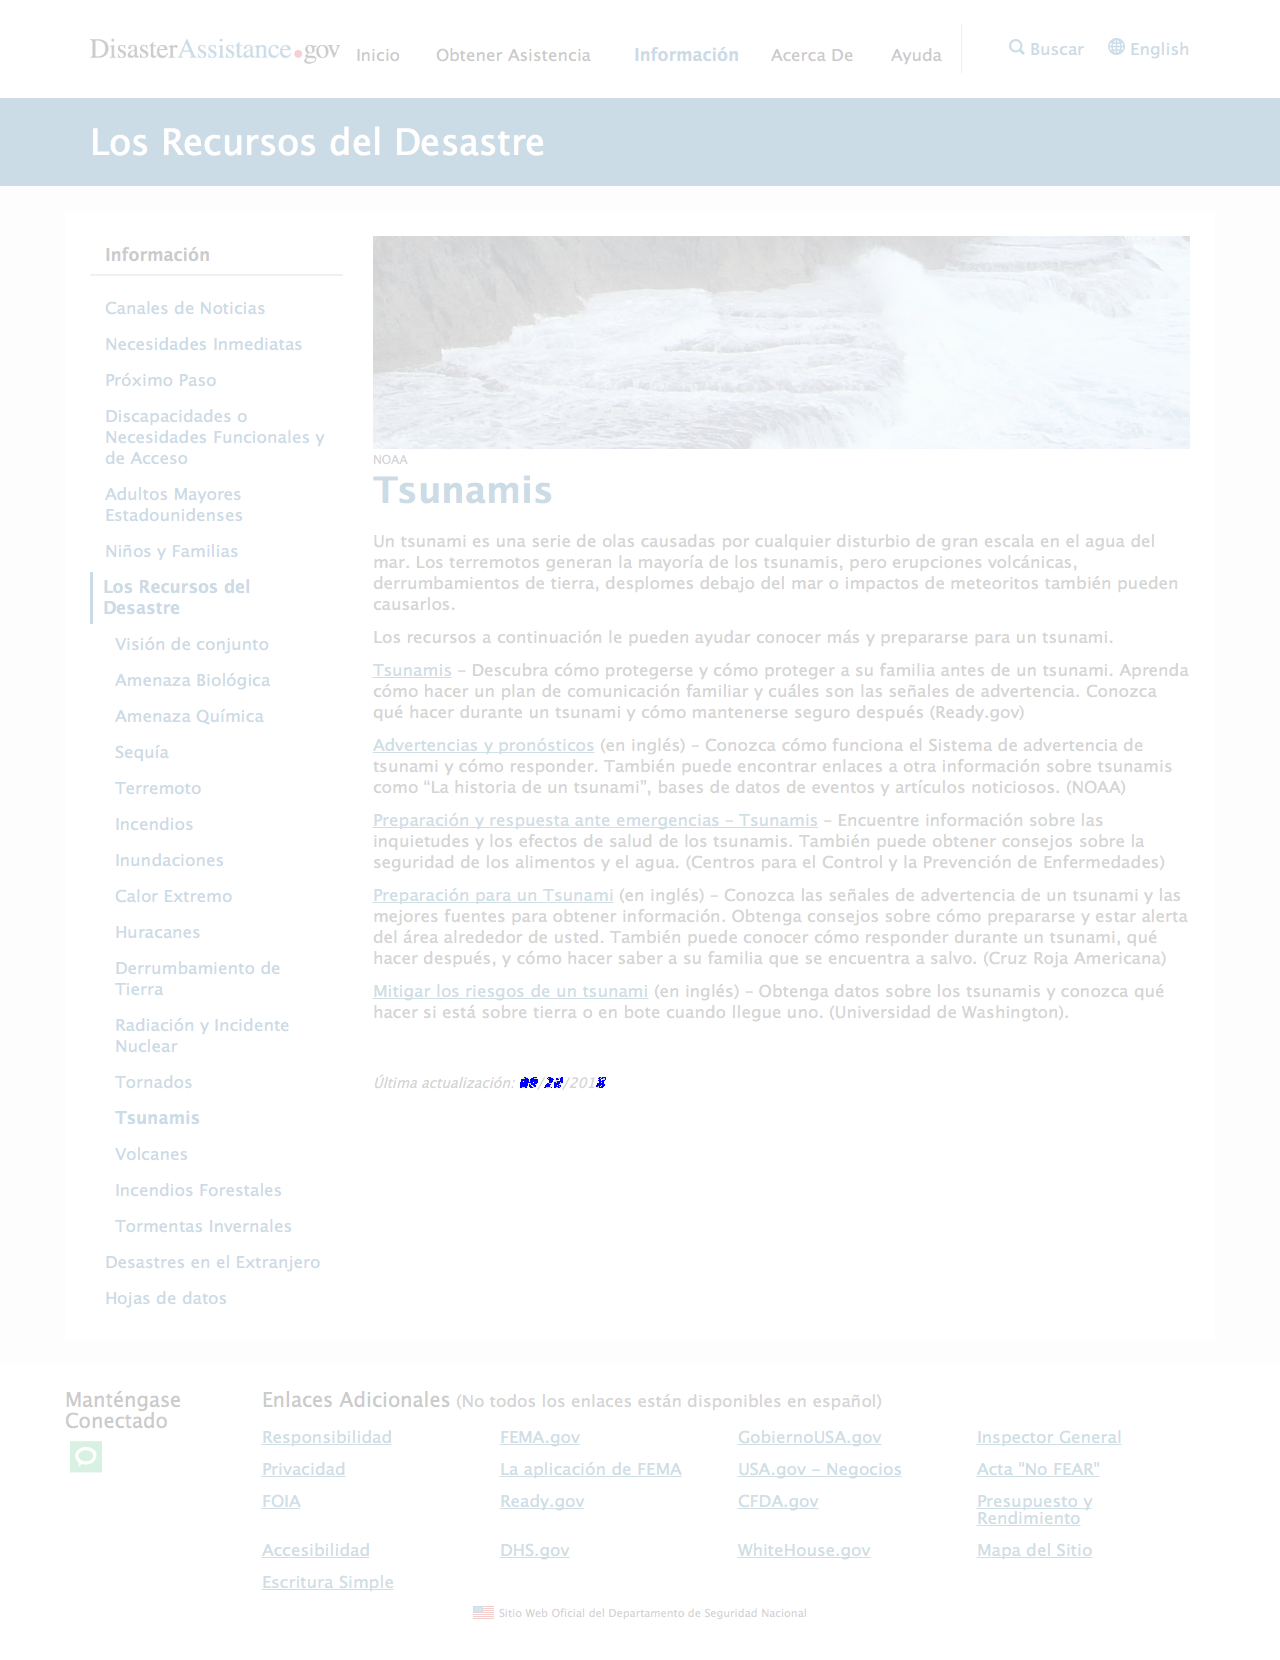 DisasterAssistance.gov
Inicio Obtener Asistencia Información Acerca De Ayuda Buscar English
Los Recursos del Desastre
Información
Canales de Noticias
Necesidades Inmediatas
Próximo Paso
Discapacidades o
Necesidades Funcionales y
de Acceso
Adultos Mayores
Estadounidenses
Niños y Familias
Los Recursos del
Desastre
Visión de conjunto
Amenaza Biológica
Amenaza Química
Sequía
Terremoto
Incendios
Inundaciones
Calor Extremo
Huracanes
Derrumbamiento de
Tierra
Radiación y Incidente
Nuclear
Tornados
Tsunamis
Volcanes
Incendios Forestales
Tormentas Invernales
Desastres en el Extranjero
Hojas de datos
NOAA
Tsunamis
Un tsunami es una serie de olas causadas por cualquier disturbio de gran escala en el agua del
mar. Los terremotos generan la mayoría de los tsunamis, pero erupciones volcánicas,
derrumbamientos de tierra, desplomes debajo del mar o impactos de meteoritos también pueden
causarlos.
Los recursos a continuación le pueden ayudar conocer más y prepararse para un tsunami.
Tsunamis – Descubra cómo protegerse y cómo proteger a su familia antes de un tsunami. Aprenda
cómo hacer un plan de comunicación familiar y cuáles son las señales de advertencia. Conozca
qué hacer durante un tsunami y cómo mantenerse seguro después (Ready.gov)
Advertencias y pronósticos (en inglés) – Conozca cómo funciona el Sistema de advertencia de
tsunami y cómo responder. También puede encontrar enlaces a otra información sobre tsunamis
como “La historia de un tsunami”, bases de datos de eventos y artículos noticiosos. (NOAA)
Preparación y respuesta ante emergencias – Tsunamis – Encuentre información sobre las
inquietudes y los efectos de salud de los tsunamis. También puede obtener consejos sobre la
seguridad de los alimentos y el agua. (Centros para el Control y la Prevención de Enfermedades)
Preparación para un Tsunami (en inglés) – Conozca las señales de advertencia de un tsunami y las
mejores fuentes para obtener información. Obtenga consejos sobre cómo prepararse y estar alerta
del área alrededor de usted. También puede conocer cómo responder durante un tsunami, qué
hacer después, y cómo hacer saber a su familia que se encuentra a salvo. (Cruz Roja Americana)
Mitigar los riesgos de un tsunami (en inglés) – Obtenga datos sobre los tsunamis y conozca qué
hacer si está sobre tierra o en bote cuando llegue uno. (Universidad de Washington).
Última actualización:
Manténgase
Conectado
Enlaces Adicionales (No todos los enlaces están disponibles en español)
Responsibilidad FEMA.gov GobiernoUSA.gov Inspector General
Privacidad La aplicación de FEMA USA.gov – Negocios Acta "No FEAR"
FOIA Ready.gov CFDA.gov Presupuesto y
Rendimiento
Accesibilidad DHS.gov WhiteHouse.gov Mapa del Sitio
Escritura Simple
Sitio Web Oficial del Departamento de Seguridad Nacional